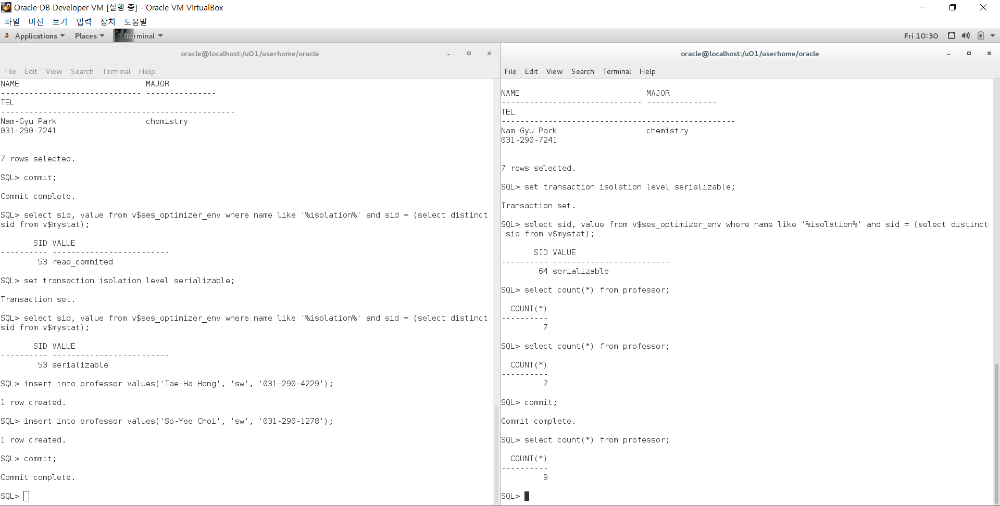 Oracle DB Developer VM [실행 중] - Oracle VM VirtualBox
파일 머신 보기 입력 장치 도움말
Applications Places Terminal Fri 10:30
oracle@localhost:/u01/userhome/oracle
File Edit View Search Terminal Help
NAME MAJOR
------------------------------ ---------------
TEL
--------------------------------------------------
Nam-Gyu Park chemistry
031-290-7241
7 rows selected.
SQL> commit;
Commit complete.
SQL> select sid, value from v$ses_optimizer_env where name like '%isolation%' and sid = (select distinct
sid from v$mystat);
SID VALUE
---------- -------------------------
53 read_commited
SQL> set transaction isolation level serializable;
Transaction set.
SQL> select sid, value from v$ses_optimizer_env where name like '%isolation%' and sid = (select distinct
sid from v$mystat);
SID VALUE
---------- -------------------------
53 serializable
SQL> insert into professor values('Tae-Ha Hong', 'sw', '031-290-4229');
1 row created.
SQL> insert into professor values('So-Yee Choi', 'sw', '031-290-1278');
1 row created.
SQL> commit;
Commit complete.
SQL>
oracle@localhost:/u01/userhome/oracle
File Edit View Search Terminal Help
NAME MAJOR
------------------------------ ---------------
TEL
--------------------------------------------------
Nam-Gyu Park chemistry
031-290-7241
7 rows selected.
SQL> set transaction isolation level serializable;
Transaction set.
SQL> select sid, value from v$ses_optimizer_env where name like '%isolation%' and sid = (select distinct
sid from v$mystat);
SID VALUE
---------- -------------------------
64 serializable
SQL> select count(*) from professor;
COUNT(*)
----------
7
SQL> select count(*) from professor;
COUNT(*)
----------
7
SQL> commit;
Commit complete.
SQL> select count(*) from professor;
COUNT(*)
----------
9
SQL>